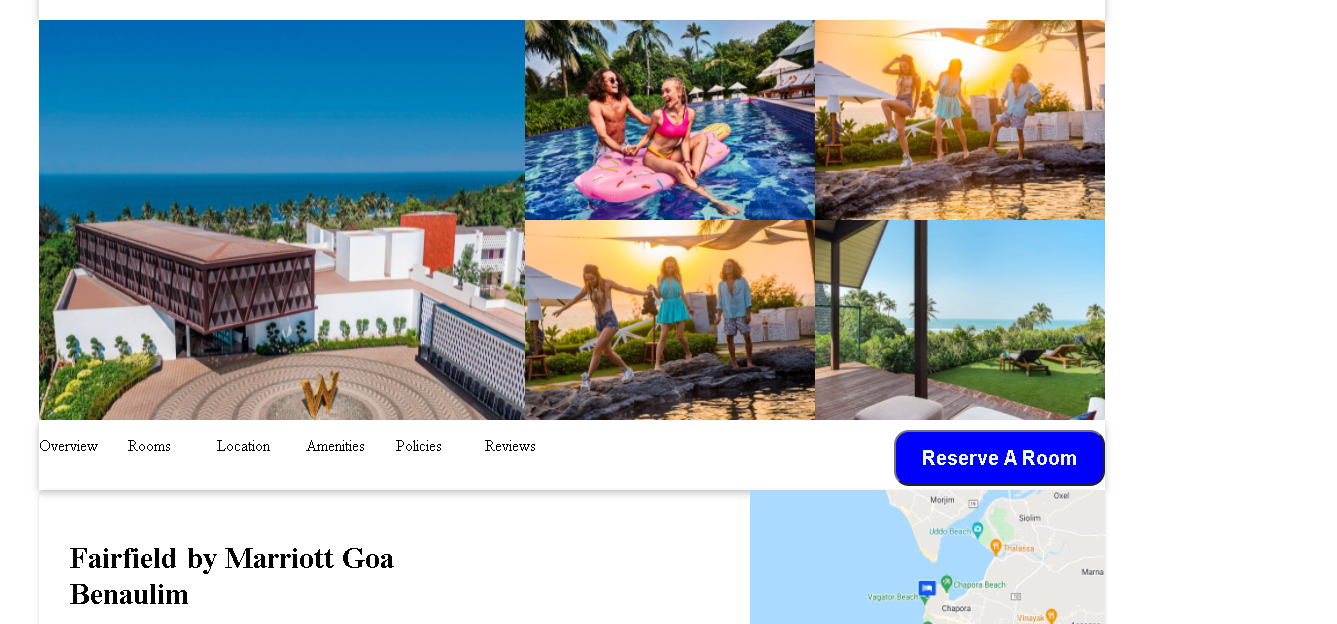 W
Overview Rooms Location Amenities Policies Reviews
Reserve A Room
Fairfield by Marriott Goa
Benaulim
Morjim
Oxel
Siolim
Uddo Beach
Thalassa
Marna
Chapora Beach
Vagator Beach
Chapora
Vinayak